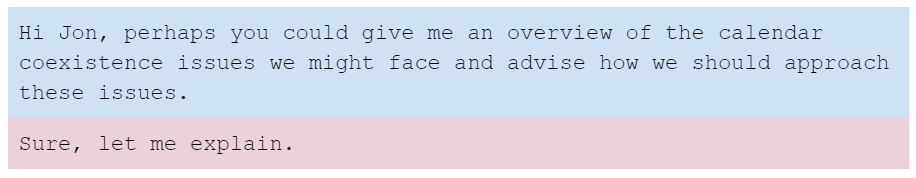 Hi Jon, perhaps you could give me an overview of the calendar
coexistence issues we might face and advise how we should approach
these issues.
Sure, let me explain.